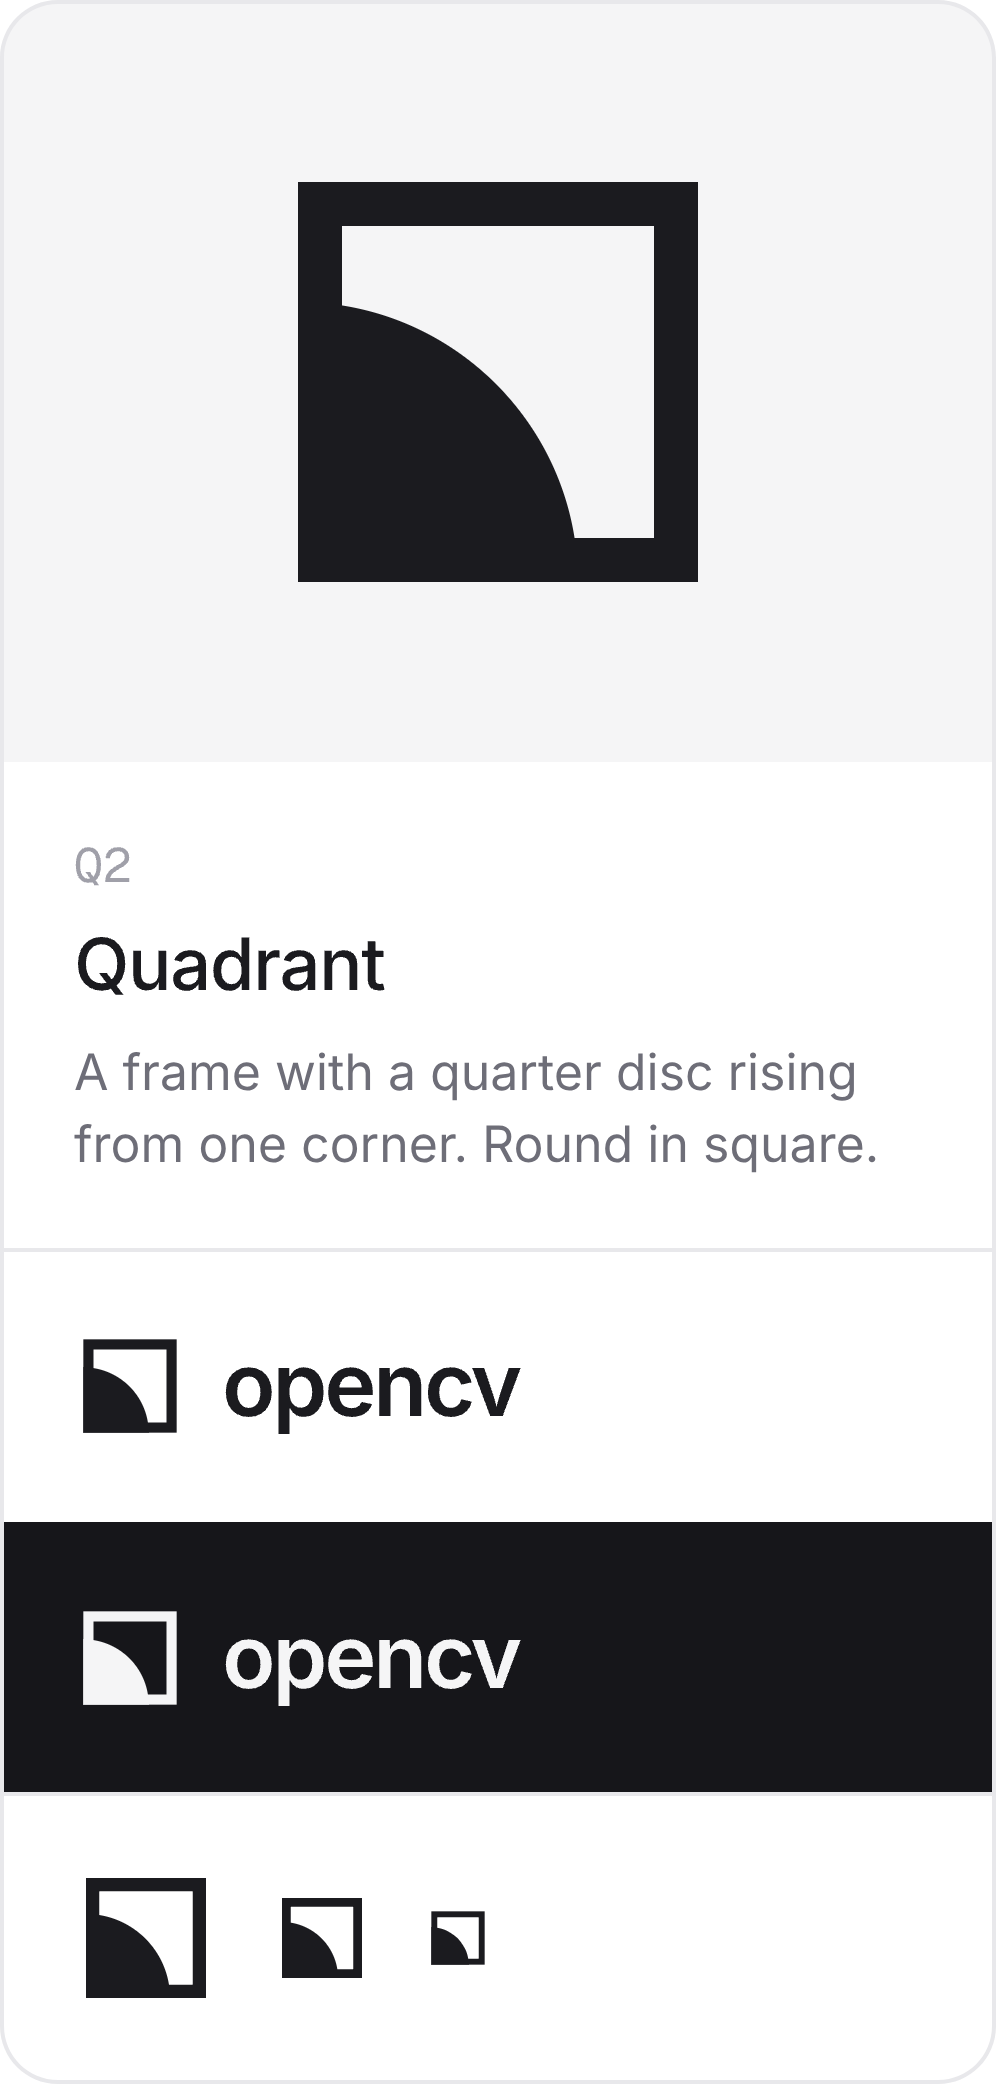 Q2
Quadrant
A frame with a quarter disc rising
from one corner. Round in square.
opencv
opencv